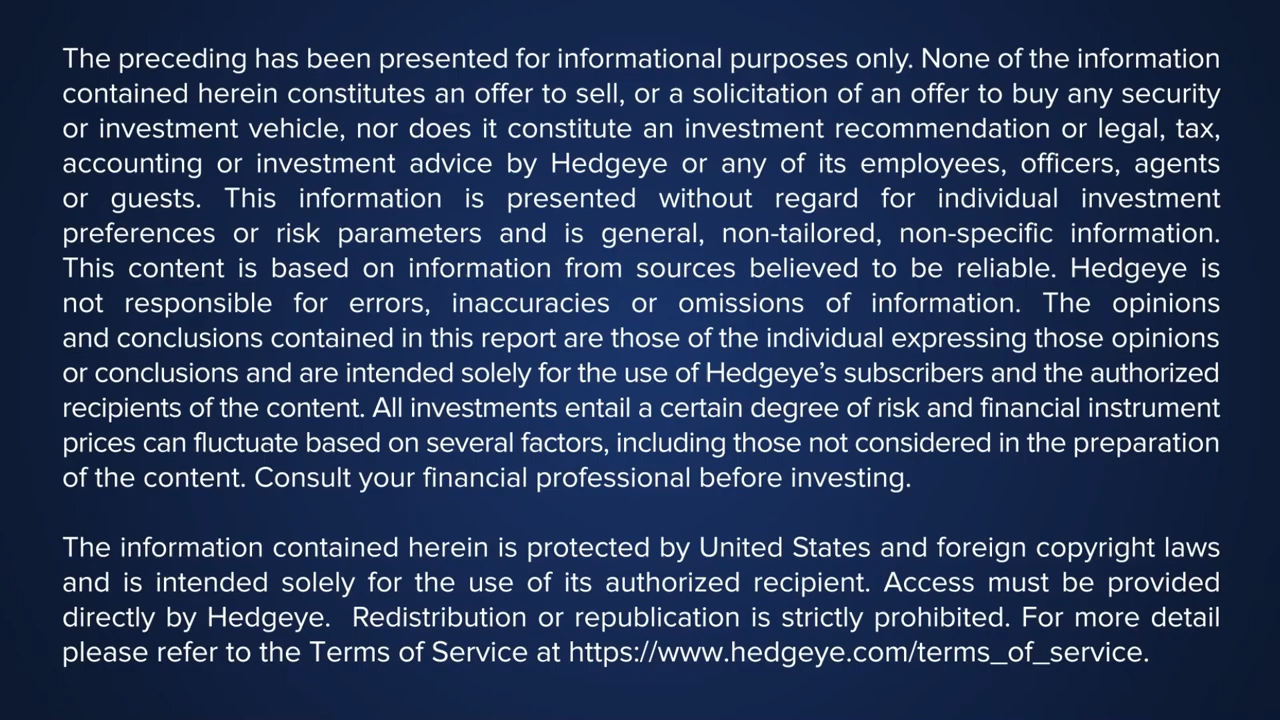 The preceding has been presented for informational purposes only. None of the information
contained herein constitutes an offer to sell, or a solicitation of an offer to buy any security
or investment vehicle, nor does it constitute an investment recommendation or legal, tax,
accounting or investment advice by Hedgeye or any of its employees, officers, agents
or guests. This information is presented without regard for individual investment
preferences or risk parameters and is general, non-tailored, non-specific information.
This content is based on information from sources believed to be reliable. Hedgeye is
not responsible for errors, inaccuracies or omissions of information. The opinions
and conclusions contained in this report are those of the individual expressing those opinions
or conclusions and are intended solely for the use of Hedgeye’s subscribers and the authorized
recipients of the content. All investments entail a certain degree of risk and financial instrument
prices can fluctuate based on several factors, including those not considered in the preparation
of the content. Consult your financial professional before investing.
The information contained herein is protected by United States and foreign copyright laws
and is intended solely for the use of its authorized recipient. Access must be provided
directly by Hedgeye.  Redistribution or republication is strictly prohibited. For more detail
please refer to the Terms of Service at https://www.hedgeye.com/terms_of_service.